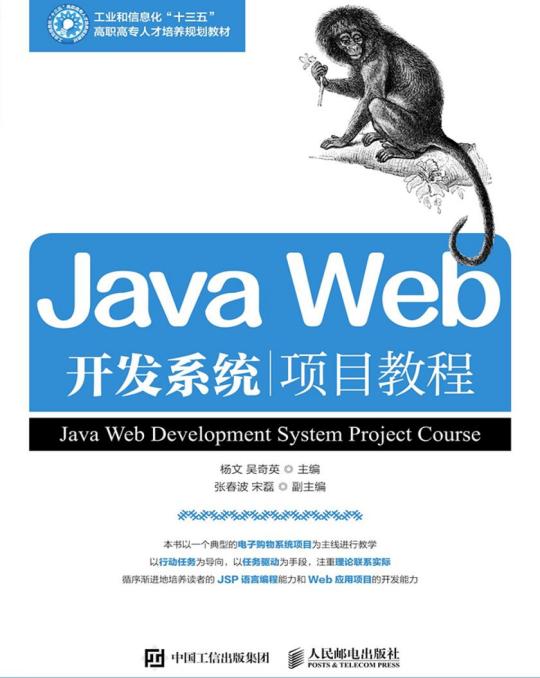 工业和信息化“十三五”
高职高专人才培养规划教材
Java Web
开发系统|项目教程
Java Web Development System Project Course
杨文 吴奇英 ◎ 主编
张春波 宋磊 ◎ 副主编
本书以一个典型的电子购物系统项目为主线进行教学
以行动任务为导向，以任务驱动为手段，注重理论联系实际
循序渐进地培养读者的 JSP 语言编程能力和 Web 应用项目的开发能力
中国工信出版集团
人民邮电出版社
POSTS & TELECOM PRESS